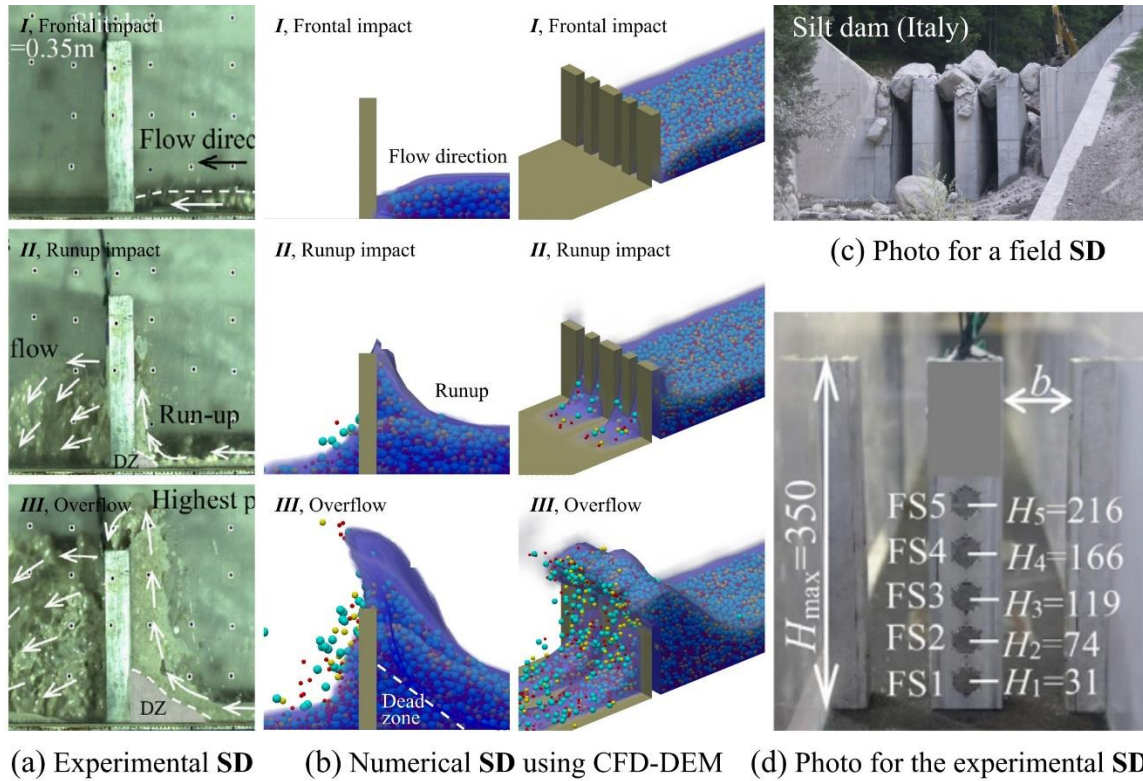 I, Frontal impact
=0.35m
Flow direc
II, Runup impact
flow
Run-up
DZ
III, Overflow
Highest p
DZ
(a) Experimental SD
I, Frontal impact
Flow direction
I, Frontal impact
II, Runup impact
Runup
II, Runup impact
III, Overflow
Dead
zone
III, Overflow
(b) Numerical SD using CFD-DEM
Silt dam (Italy)
(c) Photo for a field SD
b
Hmax=350
FS5 H5=216
FS4 H4=166
FS3 H3=119
FS2 H2=74
FS1 H1=31
(d) Photo for the experimental SD